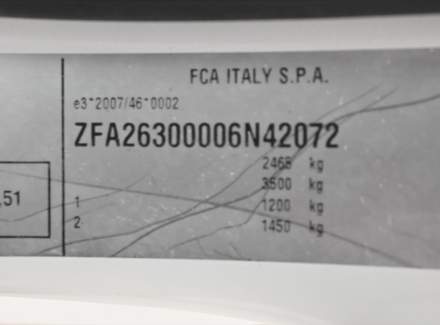 FCA ITALY S.P.A.
e3*2007/46*0002
ZFA26300006N42072
2465 kg
3500 kg
,51
1 1200 kg
2 1450 kg